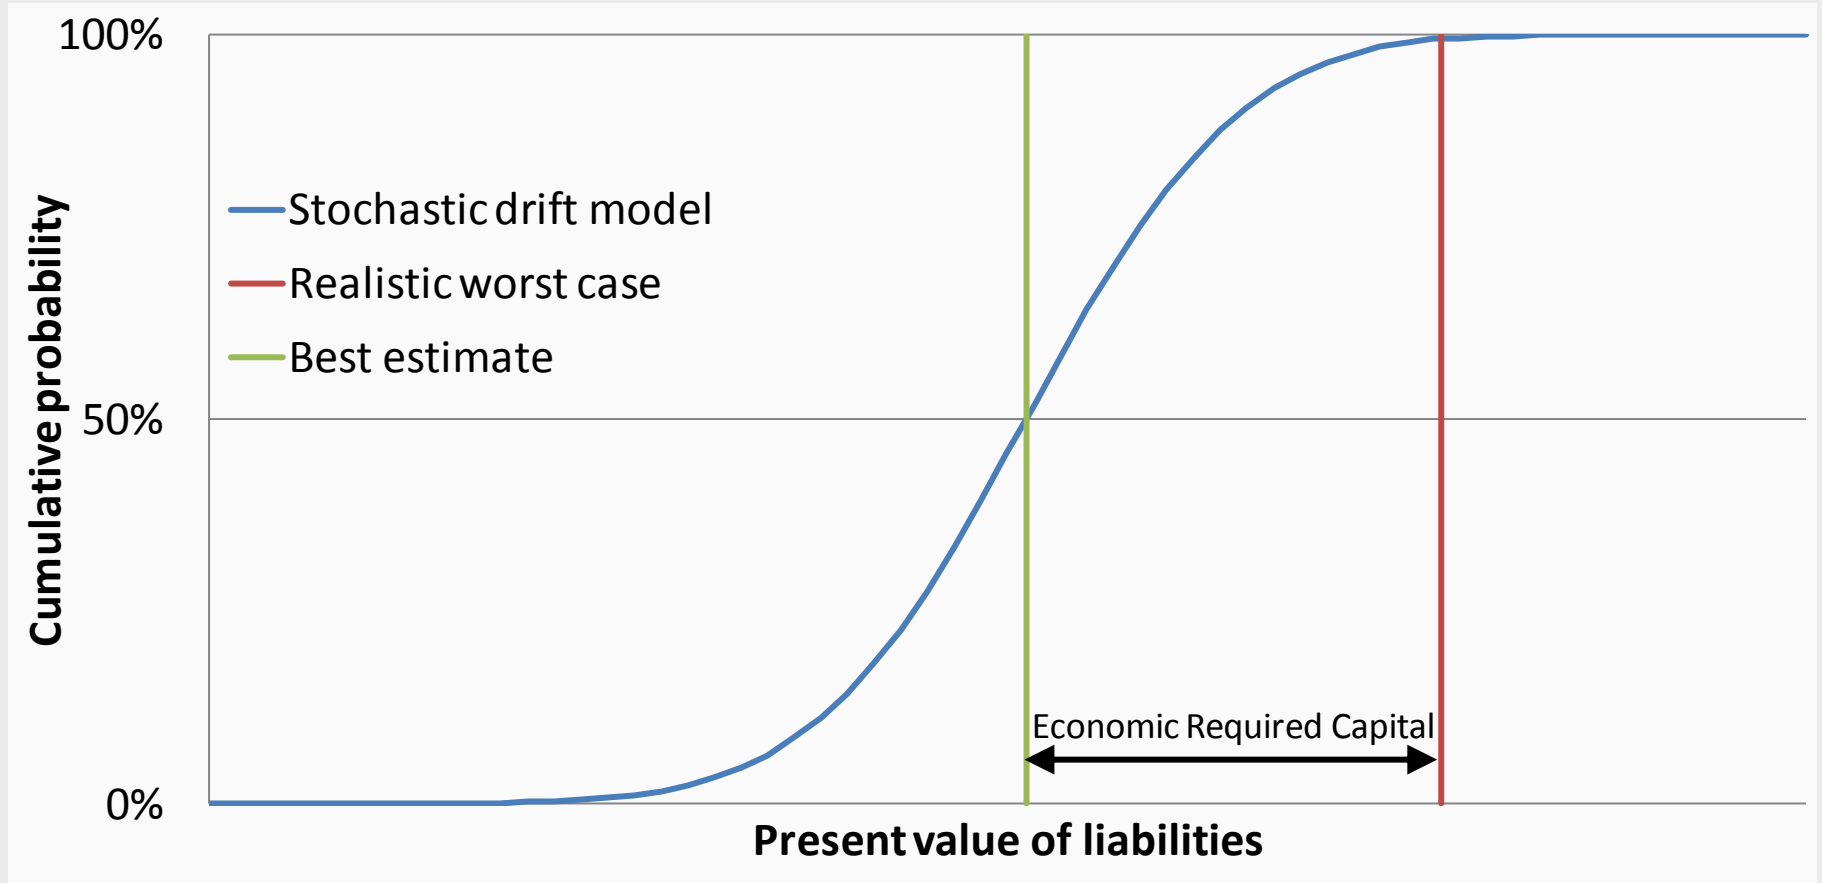 100%
Stochastic drift model
Realistic worst case
Best estimate
Cumulative probability
50%
Economic Required Capital
0%
Present value of liabilities